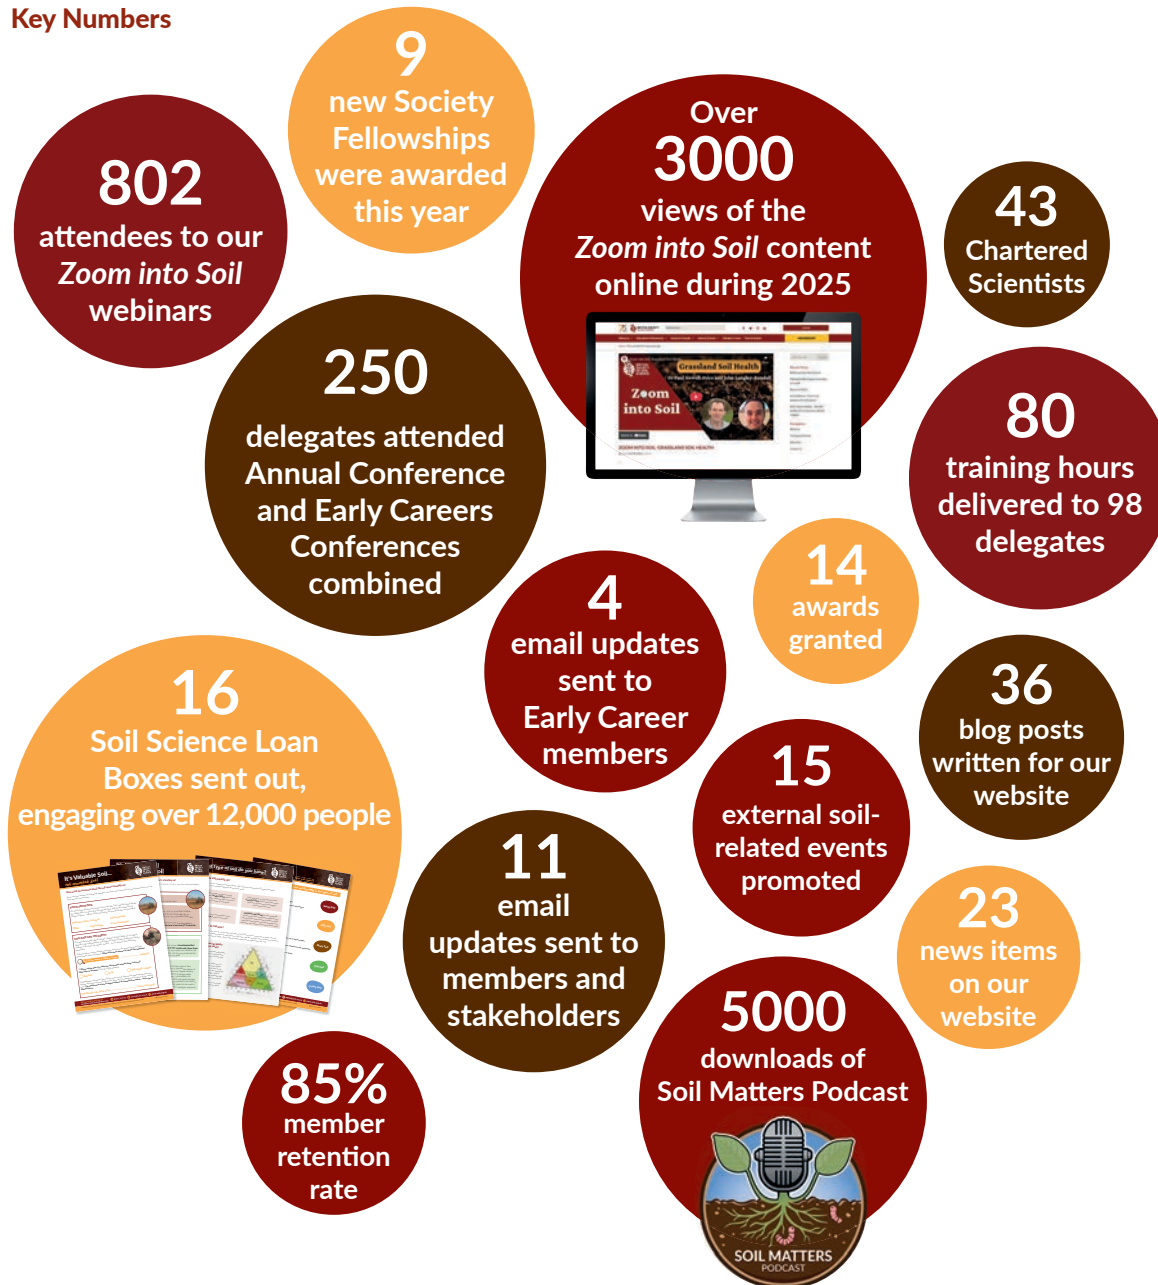 Key Numbers
9
new Society
Fellowships
were awarded
this year
802
attendees to our
Zoom into Soil
webinars
Over
3000
views of the
Zoom into Soil content
online during 2025
Grassland Soil Health
Zoom
into Soil
43
Chartered
Scientists
250
delegates attended
Annual Conference
and Early Careers
Conferences
combined
80
training hours
delivered to 98
delegates
14
awards
granted
4
email updates
sent to
Early Career
members
16
Soil Science Loan
Boxes sent out,
engaging over 12,000 people
It's Valuable Soil...
36
blog posts
written for our
website
15
external soil-
related events
promoted
11
email
updates sent to
members and
stakeholders
23
news items
on our
website
5000
downloads of
Soil Matters Podcast
SOIL MATTERS
PODCAST
85%
member
retention
rate